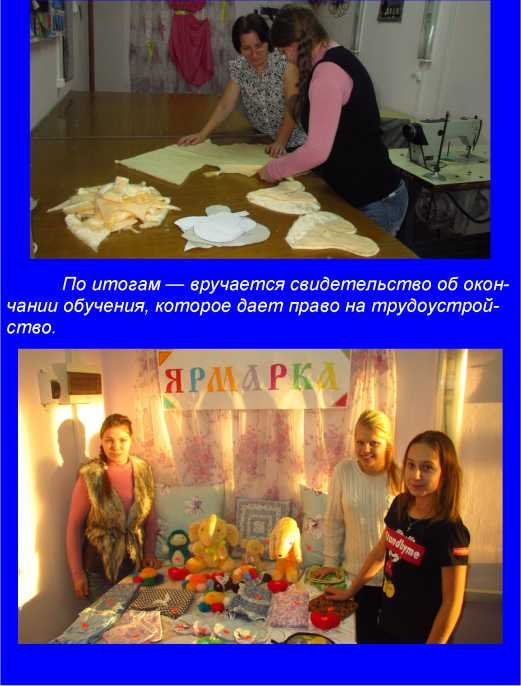 По итогам — вручается свидетельство об окон-
чании обучения, которое дает право на трудоустрой-
ство.
ЯРМАРКА